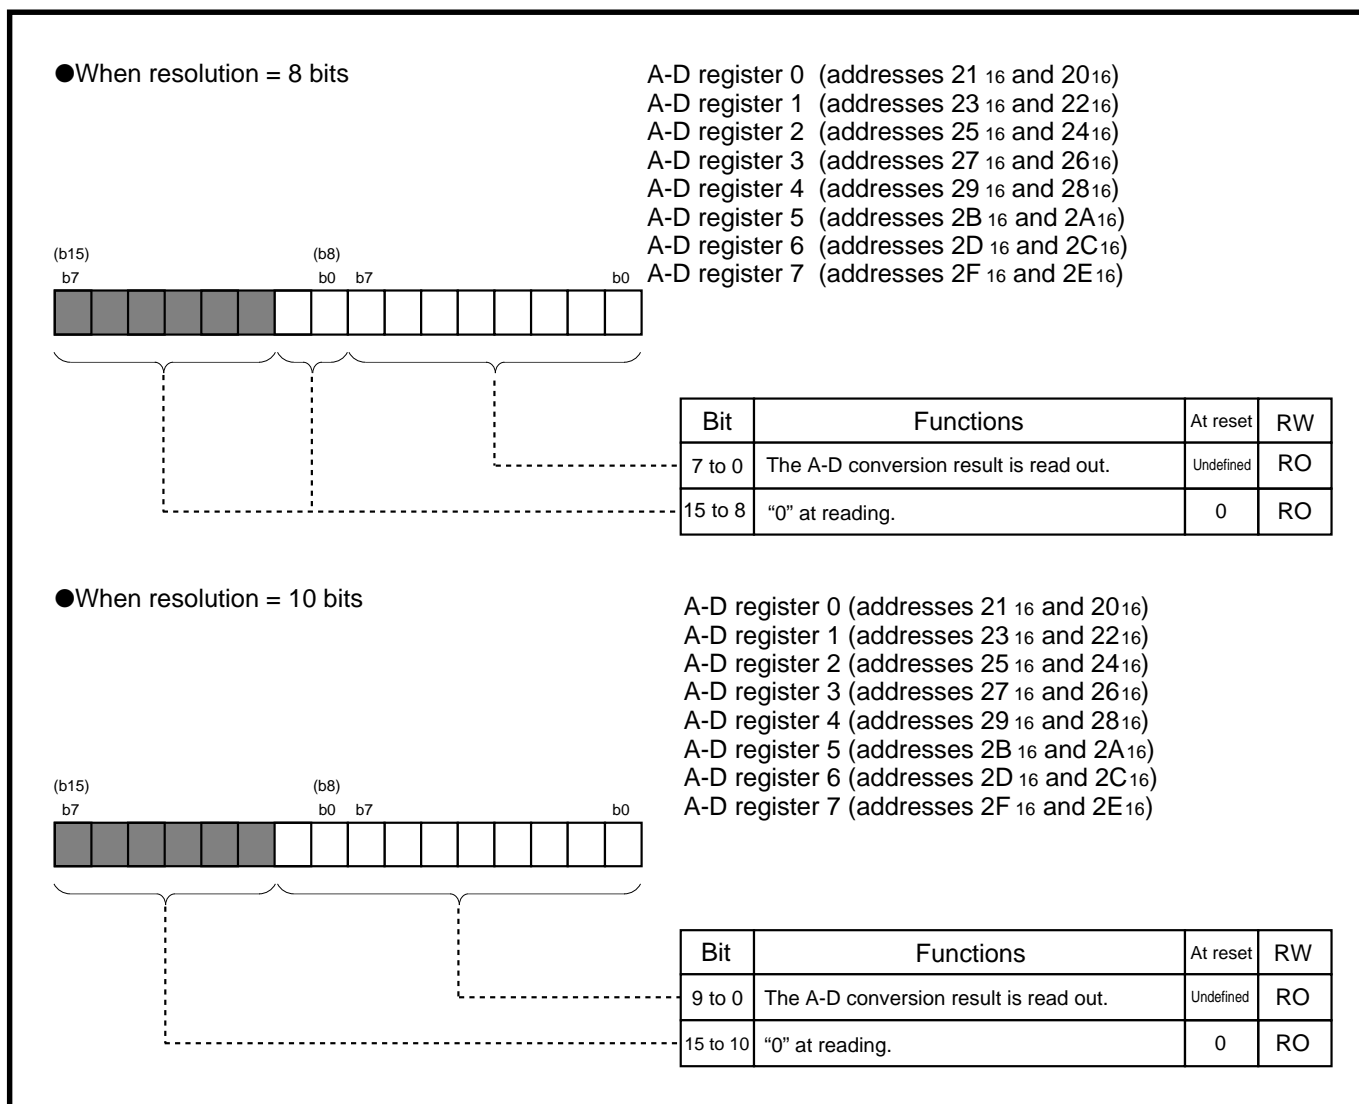 ●When resolution = 8 bits
A-D register 0 (addresses 21 16 and 2016)
A-D register 1 (addresses 23 16 and 2216)
A-D register 2 (addresses 25 16 and 2416)
A-D register 3 (addresses 27 16 and 2616)
A-D register 4 (addresses 29 16 and 2816)
A-D register 5 (addresses 2B 16 and 2A16)
A-D register 6 (addresses 2D 16 and 2C16)
A-D register 7 (addresses 2F 16 and 2E16)
(b15) (b8)
b7 b0 b7 b0
Bit Functions At reset RW
7 to 0 The A-D conversion result is read out. Undefined RO
15 to 8 “0” at reading. 0 RO
●When resolution = 10 bits
A-D register 0 (addresses 21 16 and 2016)
A-D register 1 (addresses 23 16 and 2216)
A-D register 2 (addresses 25 16 and 2416)
A-D register 3 (addresses 27 16 and 2616)
A-D register 4 (addresses 29 16 and 2816)
A-D register 5 (addresses 2B 16 and 2A16)
A-D register 6 (addresses 2D 16 and 2C16)
A-D register 7 (addresses 2F 16 and 2E16)
(b15) (b8)
b7 b0 b7 b0
Bit Functions At reset RW
9 to 0 The A-D conversion result is read out. Undefined RO
15 to 10 “0” at reading. 0 RO